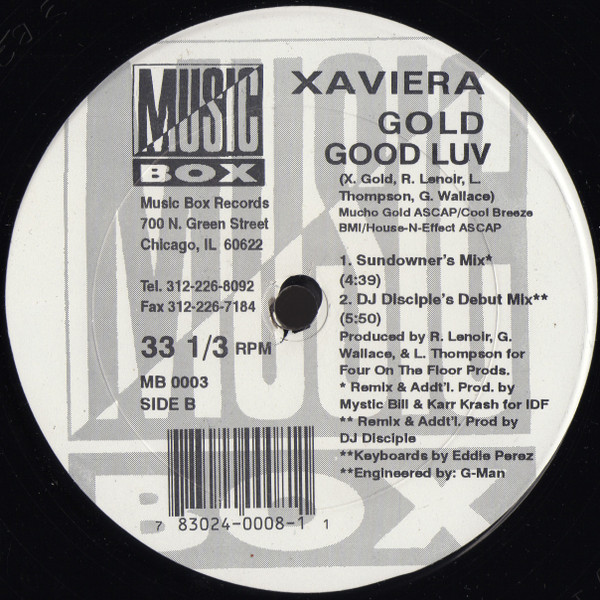 MUSIC
BOX
Music Box Records
700 N. Green Street
Chicago, IL 60622
Tel. 312-226-8092
Fax 312-226-7184
33 1/3 RPM
MB 0003
SIDE B
XAVIERA
GOLD
GOOD LUV
(X. Gold, R. Lenoir, L.
Thompson, G. Wallace)
Mucho Gold ASCAP/Cool Breeze
BMI/House-N-Effect ASCAP
1. Sundowner's Mix*
(4:39)
2. DJ Disciple's Debut Mix**
(5:50)
Produced by R. Lenoir, G.
Wallace, & L. Thompson for
Four On The Floor Prods.
* Remix & Addt'l. Prod. by
Mystic Bill & Karr Krash for IDF
** Remix & Addt'l. Prod by
DJ Disciple
**Keyboards by Eddie Perez
**Engineered by: G-Man
7 83024-0008-1 1
MUSIC
BOX